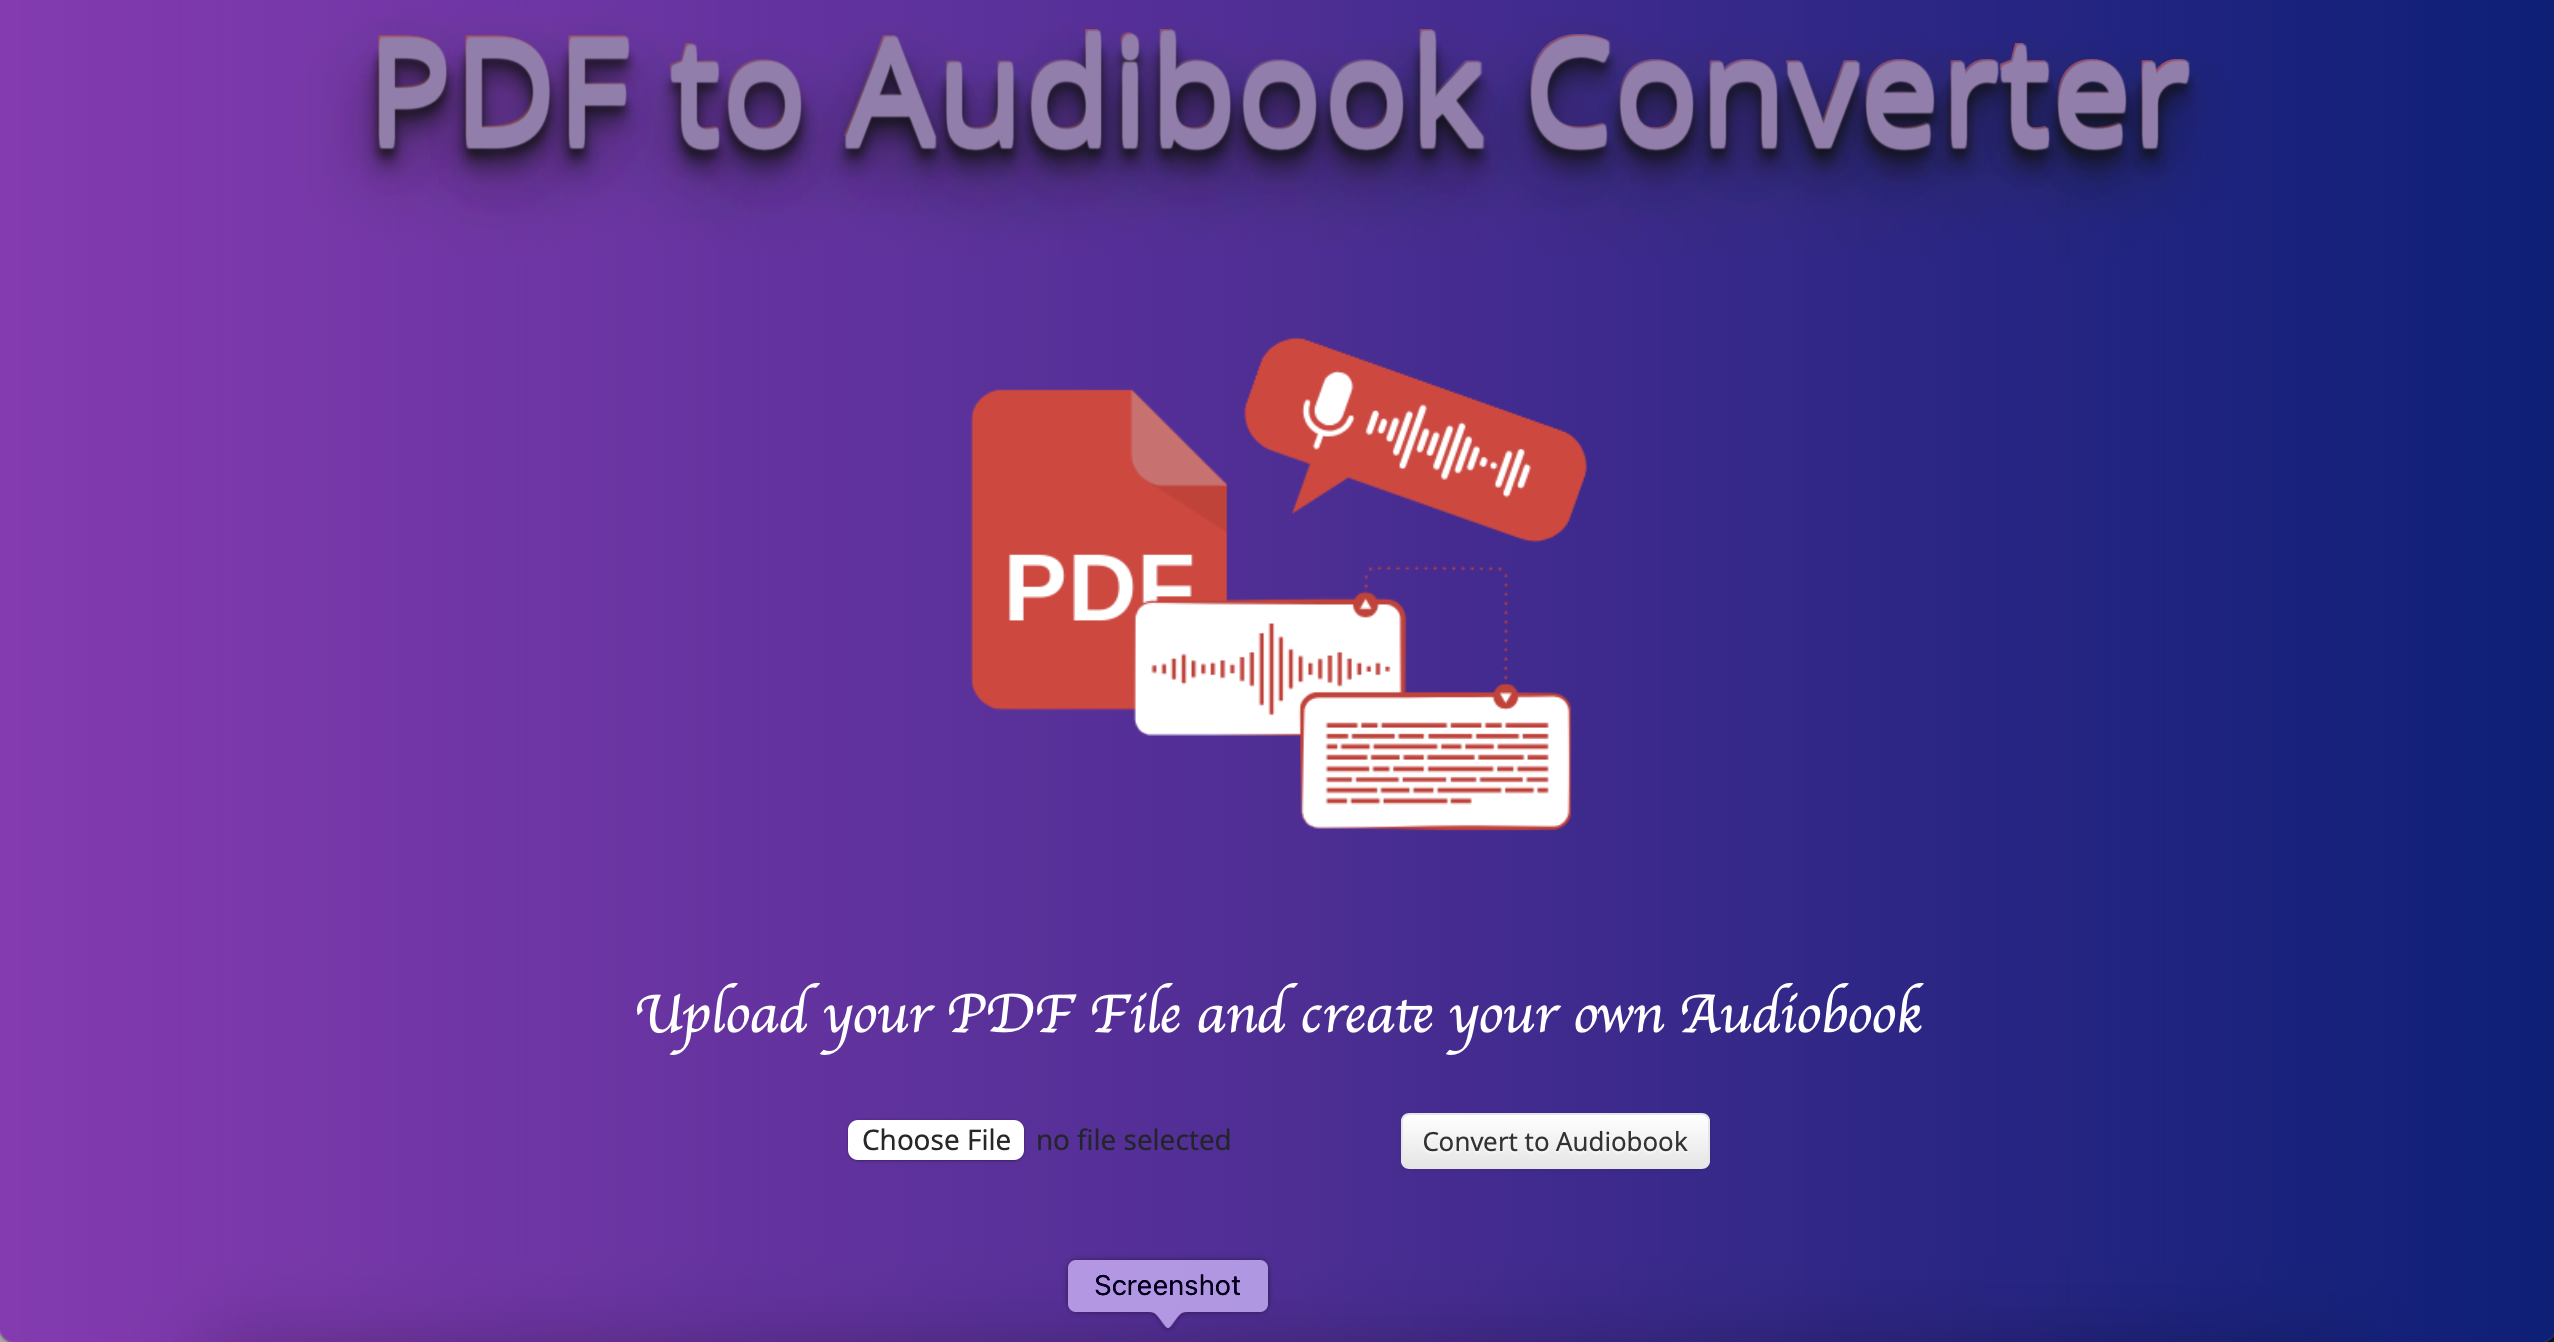 PDF to Audibook Converter
PDF
Upload your PDF File and create your own Audiobook
Choose File no file selected
Convert to Audiobook
Screenshot